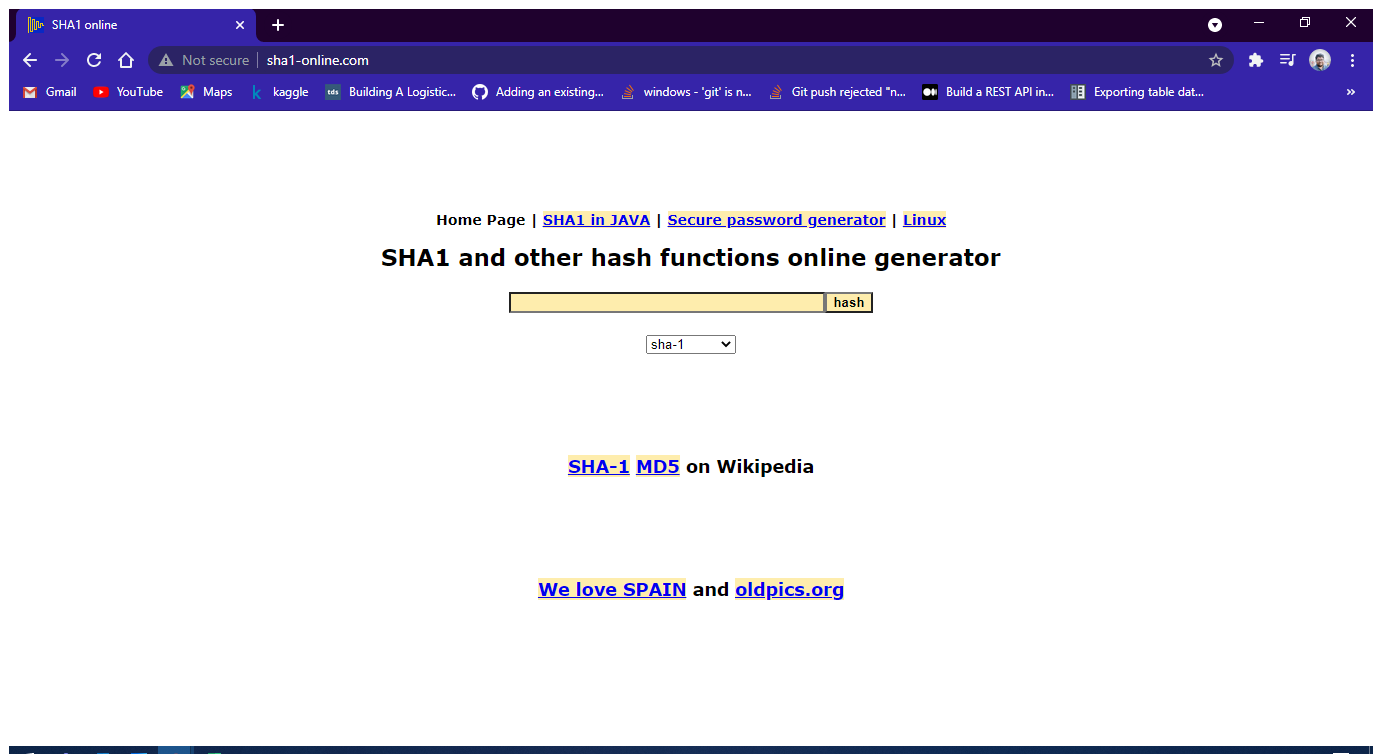 SHA1 online
Not secure sha1-online.com
Gmail YouTube Maps kaggle tds Building A Logistic... Adding an existing... windows - 'git' is n... Git push rejected "n... Build a REST API in... Exporting table dat... »
Home Page | SHA1 in JAVA | Secure password generator | Linux
SHA1 and other hash functions online generator
hash
sha-1
SHA-1 MD5 on Wikipedia
We love SPAIN and oldpics.org